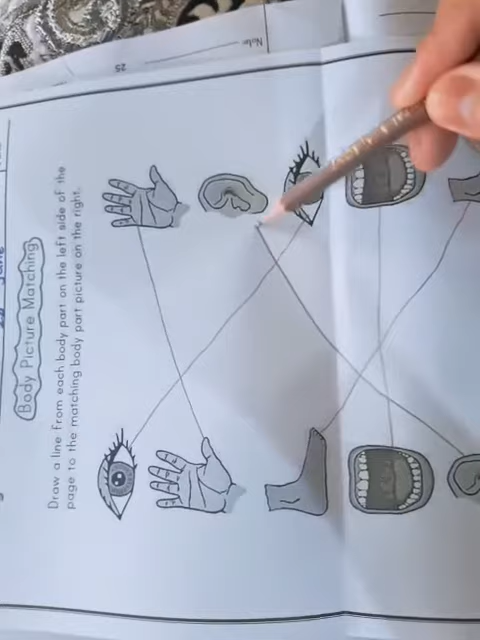 Body Picture Matching
Draw a line from each body part on the left side of the
page to the matching body part picture on the right.
25